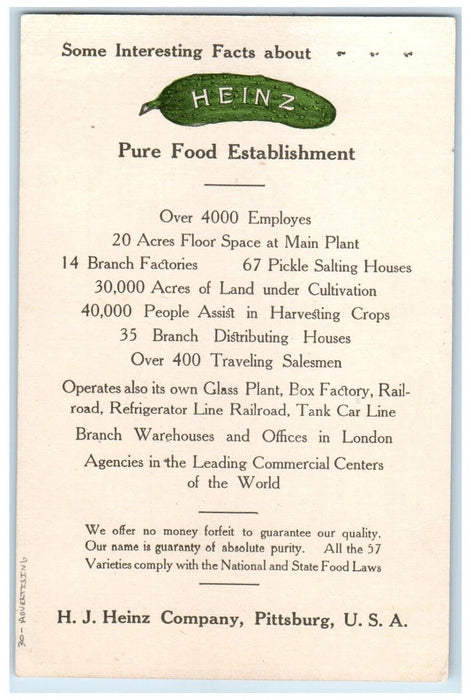 Some Interesting Facts about
HEINZ
Pure Food Establishment
Over 4000 Employes
20 Acres Floor Space at Main Plant
14 Branch Factories 67 Pickle Salting Houses
30,000 Acres of Land under Cultivation
40,000 People Assist in Harvesting Crops
35 Branch Distributing Houses
Over 400 Traveling Salesmen
Operates also its own Glass Plant, Box Factory, Rail-
road, Refrigerator Line Railroad, Tank Car Line
Branch Warehouses and Offices in London
Agencies in the Leading Commercial Centers
of the World
We offer no money forfeit to guarantee our quality.
Our name is guaranty of absolute purity. All the 57
Varieties comply with the National and State Food Laws
H. J. Heinz Company, Pittsburg, U. S. A.
30- ADVERTISING